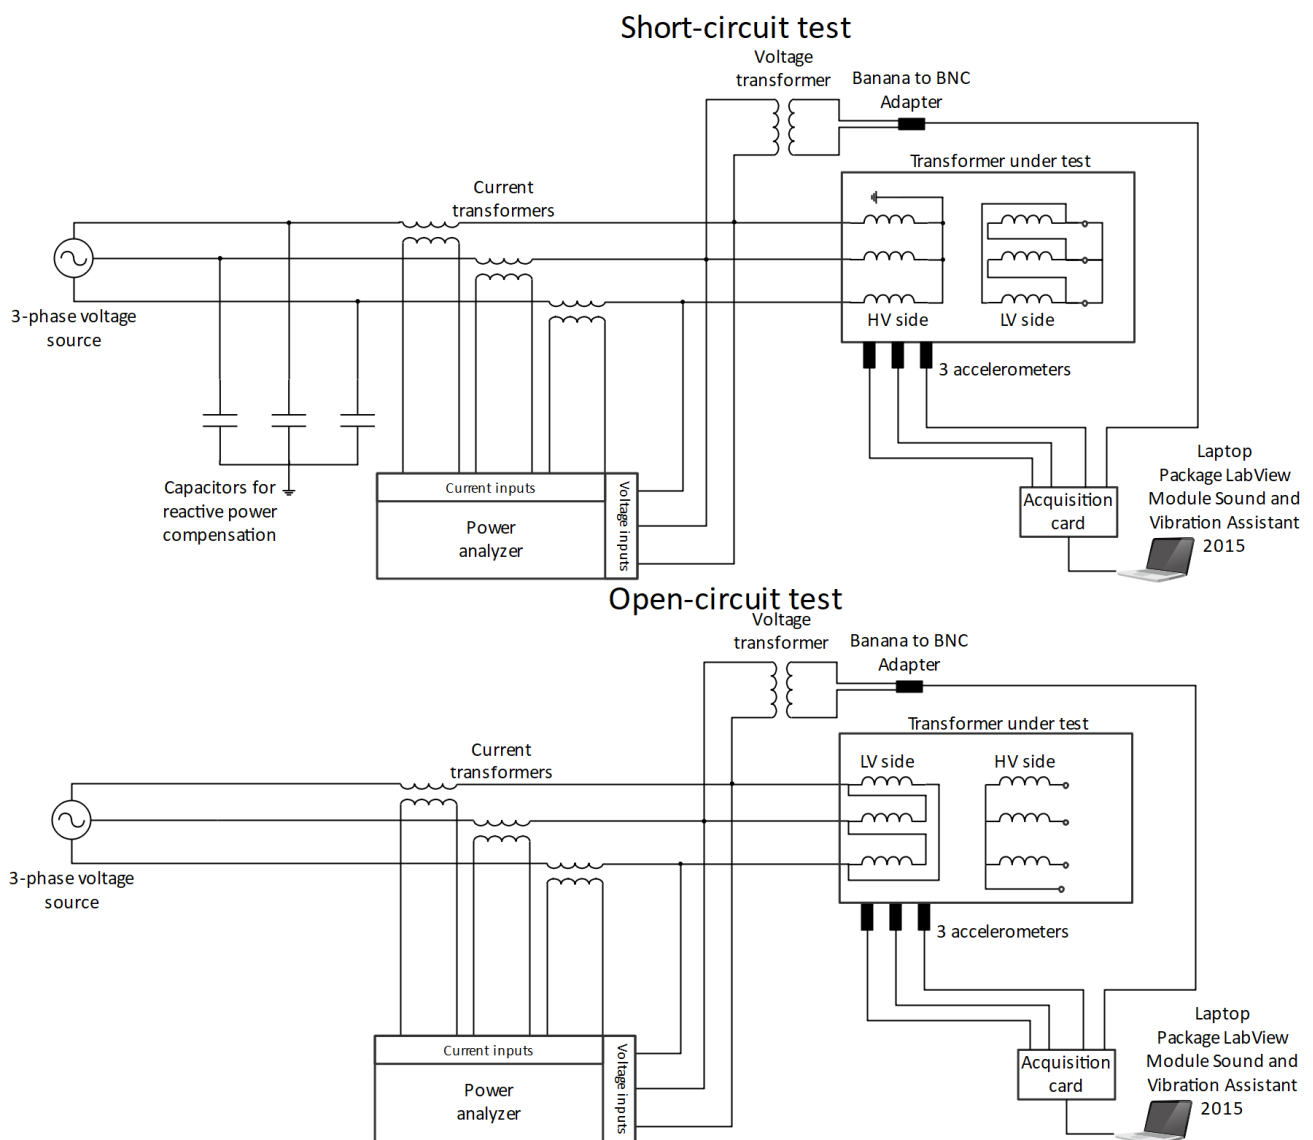 Short-circuit test
Voltage
transformer
Banana to BNC
Adapter
Transformer under test
Current
transformers
3-phase voltage
source
HV side
LV side
3 accelerometers
Capacitors for
reactive power
compensation
Current inputs
Voltage inputs
Power
analyzer
Acquisition
card
Laptop
Package LabView
Module Sound and
Vibration Assistant
2015
Open-circuit test
Voltage
transformer
Banana to BNC
Adapter
Transformer under test
Current
transformers
LV side
HV side
3-phase voltage
source
3 accelerometers
Current inputs
Voltage inputs
Power
analyzer
Acquisition
card
Laptop
Package LabView
Module Sound and
Vibration Assistant
2015